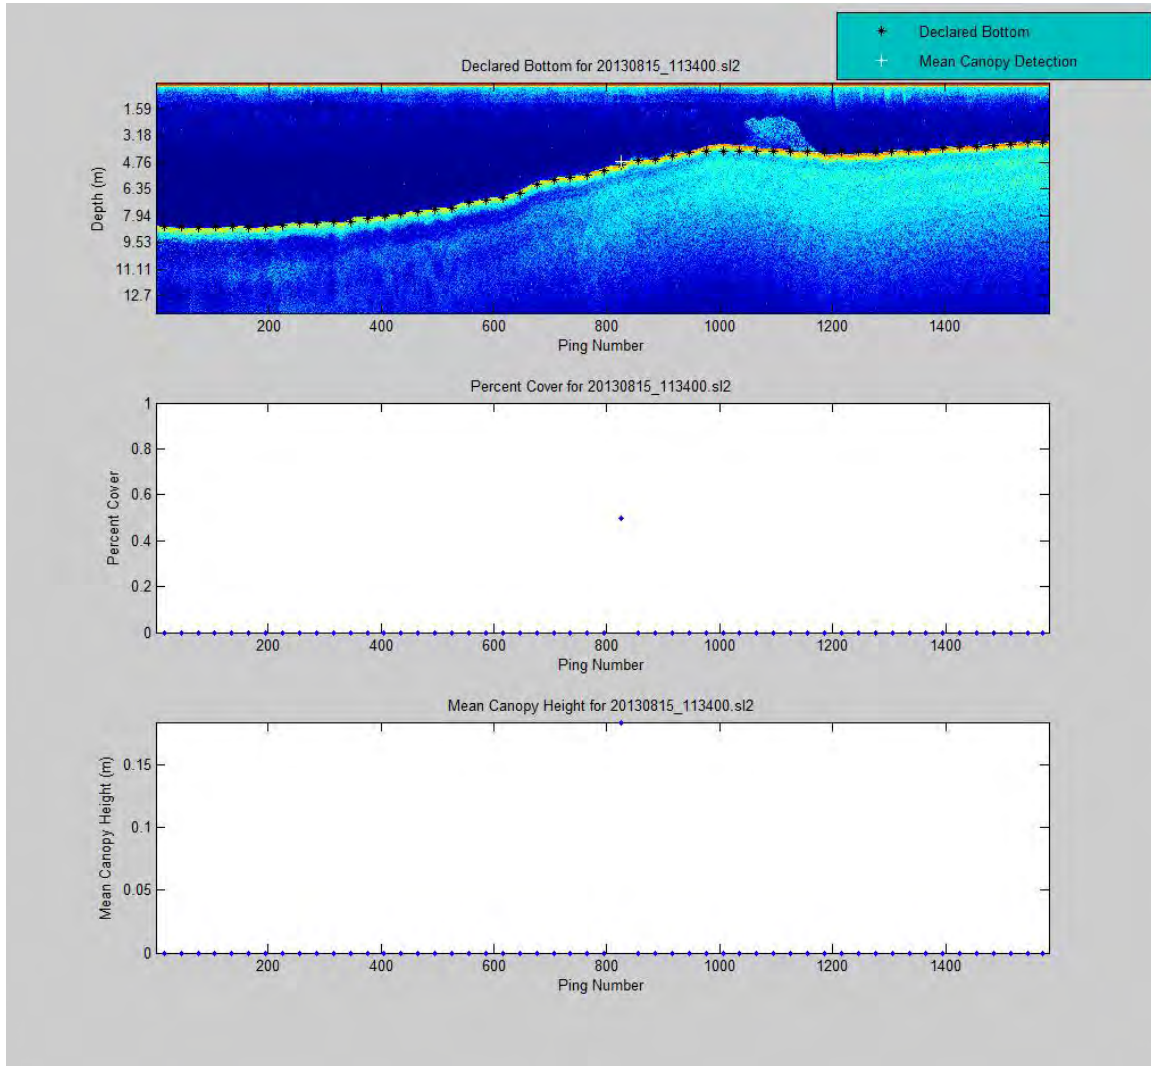 Declared Bottom
Mean Canopy Detection
Declared Bottom for 20130815_113400.sl2
1.59
3.18
4.76
6.35
7.94
9.53
11.11
12.7
Depth (m)
200 400 600 800 1000 1200 1400
Ping Number
Percent Cover for 20130815_113400.sl2
1
0.8
0.6
0.4
0.2
0
Percent Cover
200 400 600 800 1000 1200 1400
Ping Number
Mean Canopy Height for 20130815_113400.sl2
0.15
0.1
0.05
0
Mean Canopy Height (m)
200 400 600 800 1000 1200 1400
Ping Number